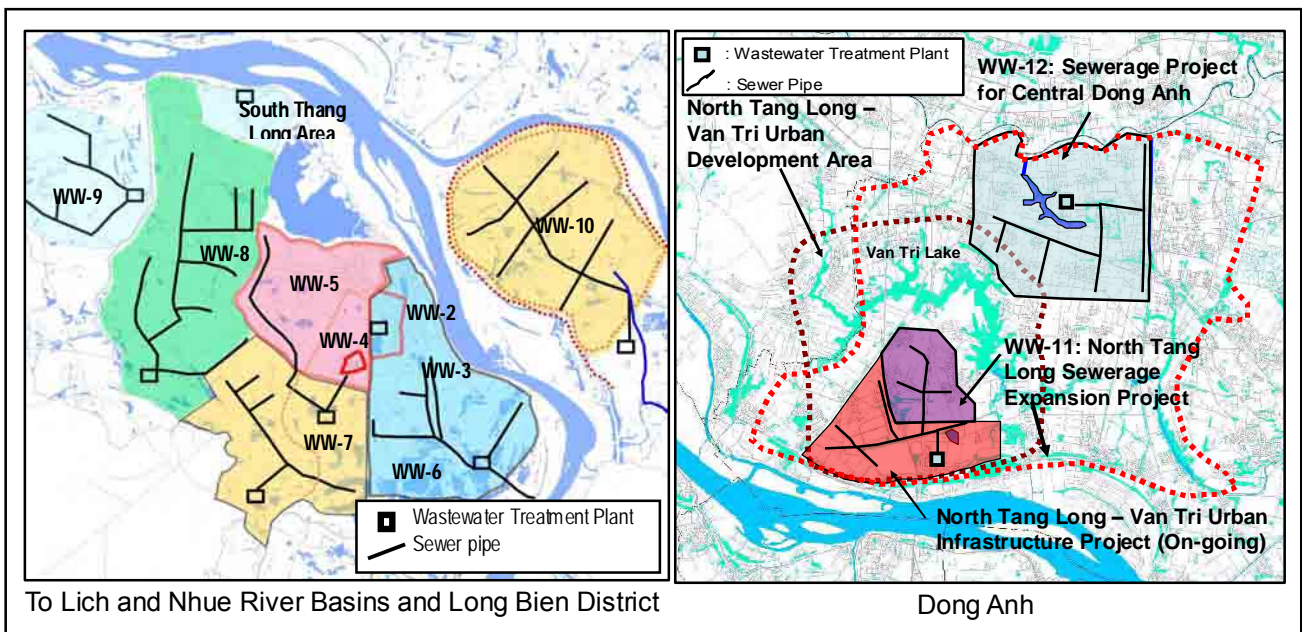 South Thang
Long Area
WW-9
WW-8
WW-10
WW-5
WW-2
WW-4
WW-3
WW-7
WW-6
Wastewater Treatment Plant
Sewer pipe
To Lich and Nhue River Basins and Long Bien District
: Wastewater Treatment Plant
: Sewer Pipe
WW-12: Sewerage Project
for Central Dong Anh
North Tang Long –
Van Tri Urban
Development Area
Van Tri Lake
WW-11: North Tang
Long Sewerage
Expansion Project
North Tang Long – Van Tri Urban
Infrastructure Project (On-going)
Dong Anh